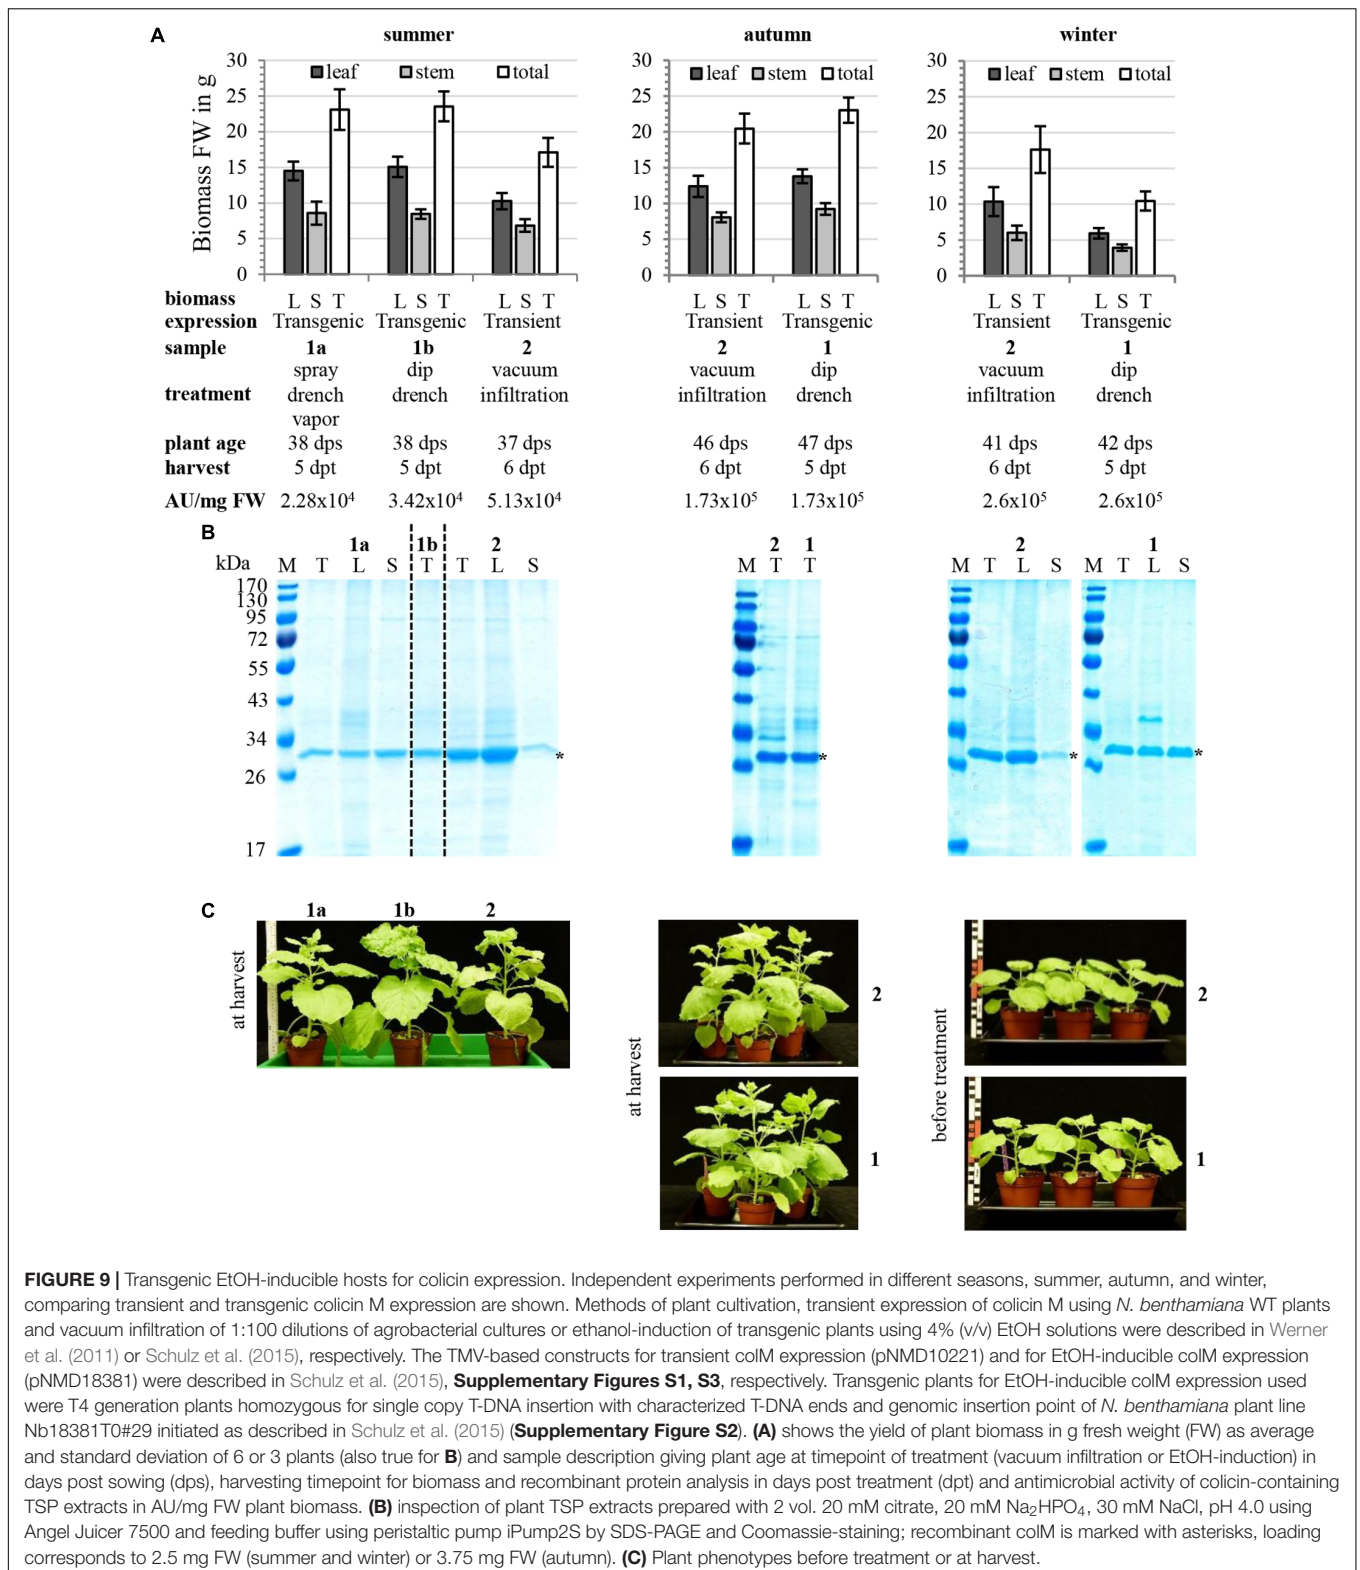 A
summer autumn winter
30 30 30
leaf stem total leaf stem total leaf stem total
25 25 25
20 20 20
15 15 15
10 10 10
5 5 5
0 0 0
Biomass FW in g
biomass L S T L S T L S T L S T L S T L S T L S T
expression Transgenic Transgenic Transient Transient Transgenic Transient Transgenic
sample 1a 1b 2 2 1 2 1
spray dip vacuum vacuum dip vacuum dip
treatment drench drench infiltration infiltration drench infiltration drench
vapor
plant age 38 dps 38 dps 37 dps 46 dps 47 dps 41 dps 42 dps
harvest 5 dpt 5 dpt 6 dpt 6 dpt 5 dpt 6 dpt 5 dpt
AU/mg FW 2.28x10⁴ 3.42x10⁴ 5.13x10⁴ 1.73x10⁵ 1.73x10⁵ 2.6x10⁵ 2.6x10⁵
B
1a 1b 2 2 1 2 1
kDa M T L S T T L S M T T M T L S M T L S
170
130
95
72
55
43
34
* * * *
26
17
C
1a 1b 2
at harvest
at harvest
2
1
before treatment
2
1
FIGURE 9 | Transgenic EtOH-inducible hosts for colicin expression. Independent experiments performed in different seasons, summer, autumn, and winter,
comparing transient and transgenic colicin M expression are shown. Methods of plant cultivation, transient expression of colicin M using N. benthamiana WT plants
and vacuum infiltration of 1:100 dilutions of agrobacterial cultures or ethanol-induction of transgenic plants using 4% (v/v) EtOH solutions were described in Werner
et al. (2011) or Schulz et al. (2015), respectively. The TMV-based constructs for transient colM expression (pNMD10221) and for EtOH-inducible colM expression
(pNMD18381) were described in Schulz et al. (2015), Supplementary Figures S1, S3, respectively. Transgenic plants for EtOH-inducible colM expression used
were T4 generation plants homozygous for single copy T-DNA insertion with characterized T-DNA ends and genomic insertion point of N. benthamiana plant line
Nb18381T0#29 initiated as described in Schulz et al. (2015) (Supplementary Figure S2). (A) shows the yield of plant biomass in g fresh weight (FW) as average
and standard deviation of 6 or 3 plants (also true for B) and sample description giving plant age at timepoint of treatment (vacuum infiltration or EtOH-induction) in
days post sowing (dps), harvesting timepoint for biomass and recombinant protein analysis in days post treatment (dpt) and antimicrobial activity of colicin-containing
TSP extracts in AU/mg FW plant biomass. (B) inspection of plant TSP extracts prepared with 2 vol. 20 mM citrate, 20 mM Na₂HPO₄, 30 mM NaCl, pH 4.0 using
Angel Juicer 7500 and feeding buffer using peristaltic pump iPump2S by SDS-PAGE and Coomassie-staining; recombinant colM is marked with asterisks, loading
corresponds to 2.5 mg FW (summer and winter) or 3.75 mg FW (autumn). (C) Plant phenotypes before treatment or at harvest.